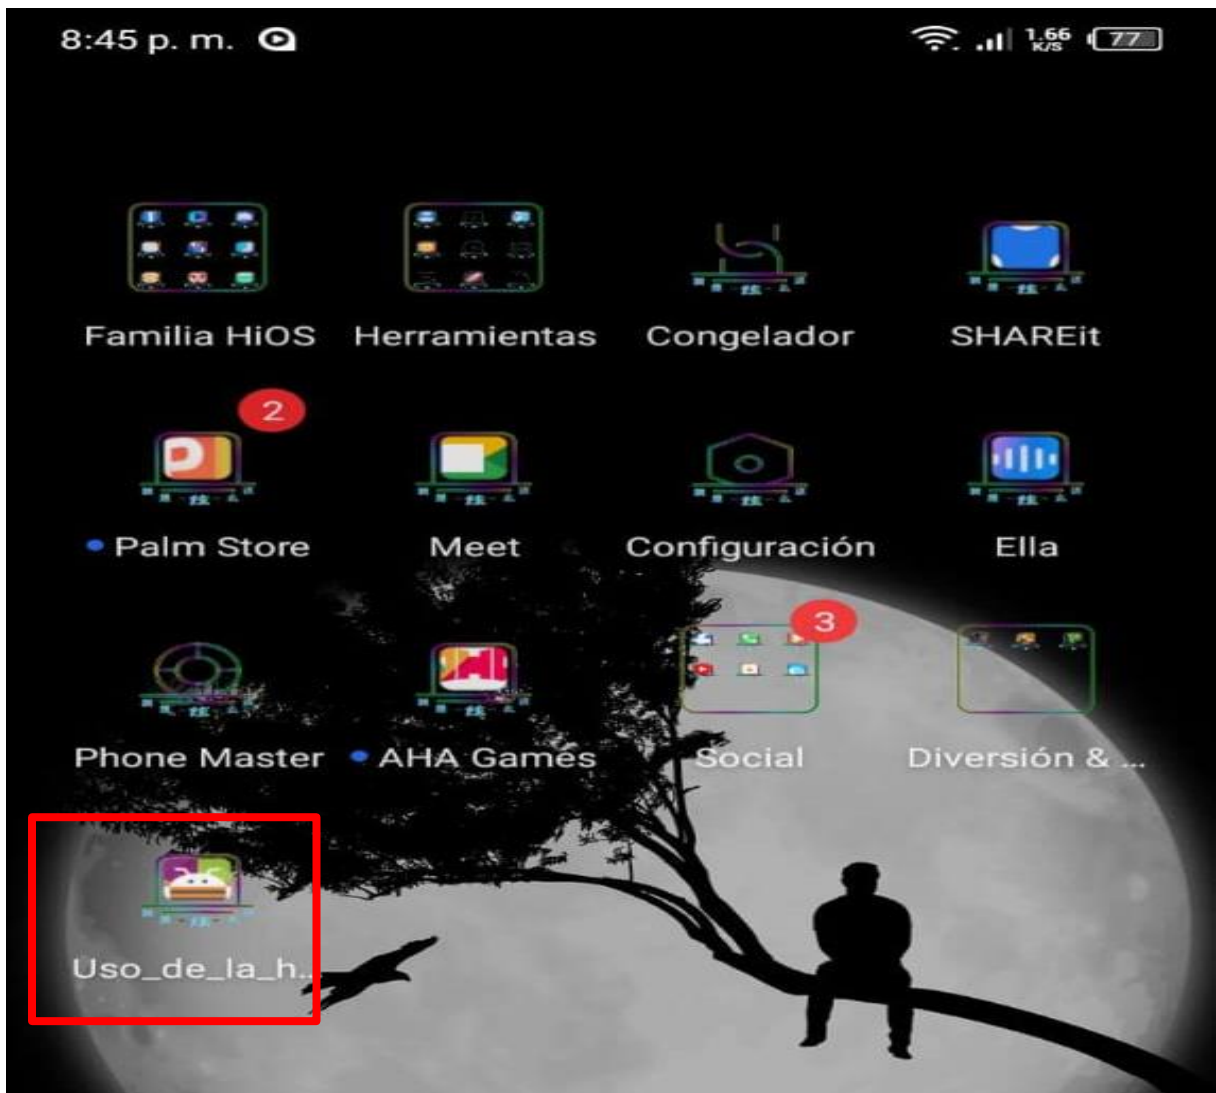 8:45 p. m.
1.66
K/S
77
Familia HiOS
Herramientas
Congelador
SHAREit
2
Palm Store
Meet
Configuración
Ella
3
Phone Master
AHA Games
Social
Diversión & ...
Uso_de_la_h...